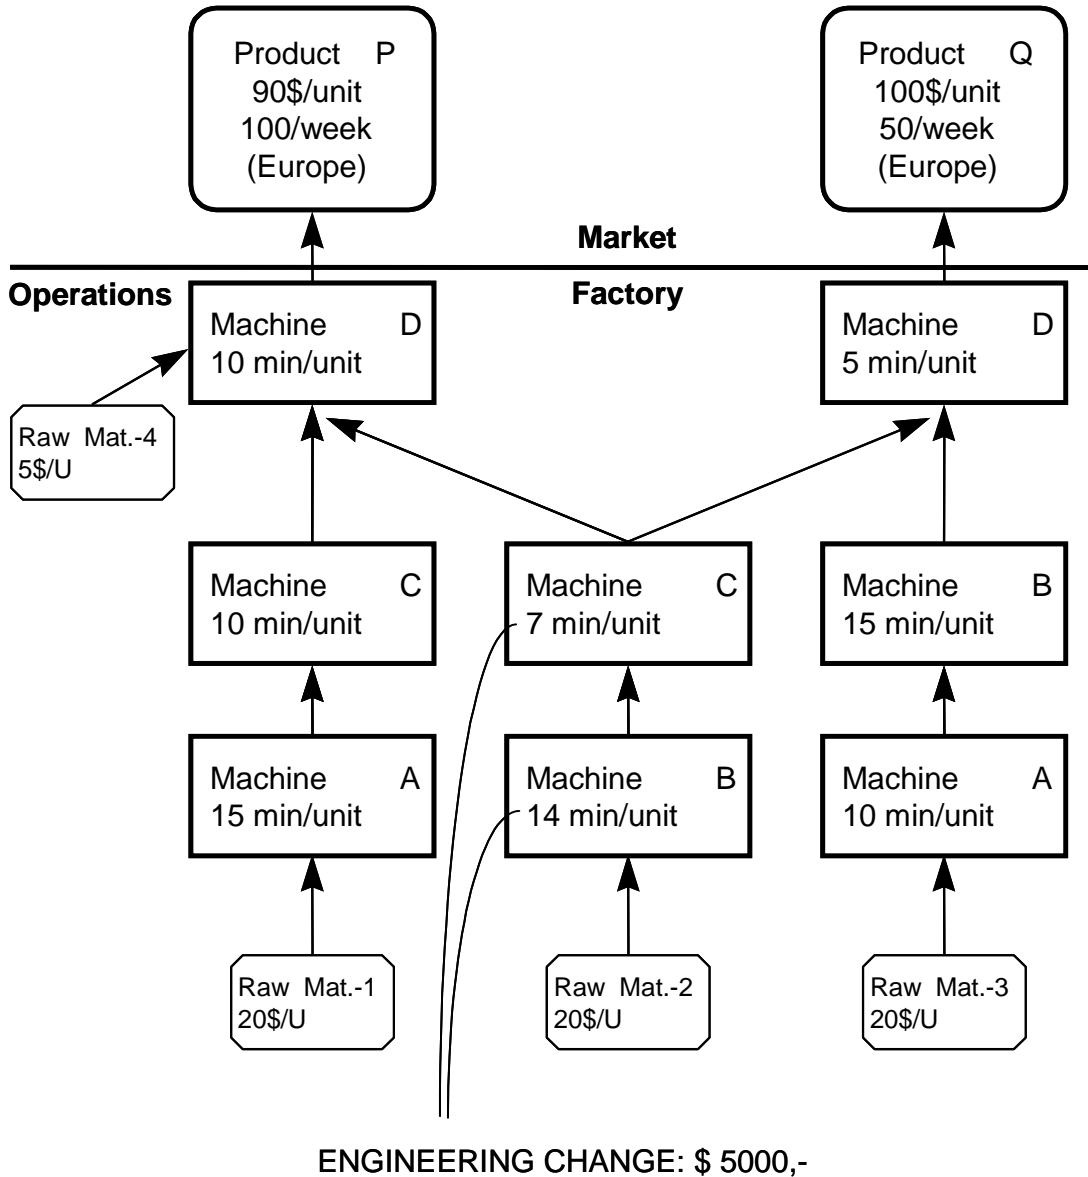 Product P
90$/unit
100/week
(Europe)
Product Q
100$/unit
50/week
(Europe)
Market
Operations
Factory
Machine D
10 min/unit
Machine D
5 min/unit
Raw Mat.-4
5$/U
Machine C
10 min/unit
Machine C
7 min/unit
Machine B
15 min/unit
Machine A
15 min/unit
Machine B
14 min/unit
Machine A
10 min/unit
Raw Mat.-1
20$/U
Raw Mat.-2
20$/U
Raw Mat.-3
20$/U
ENGINEERING CHANGE: $ 5000,-